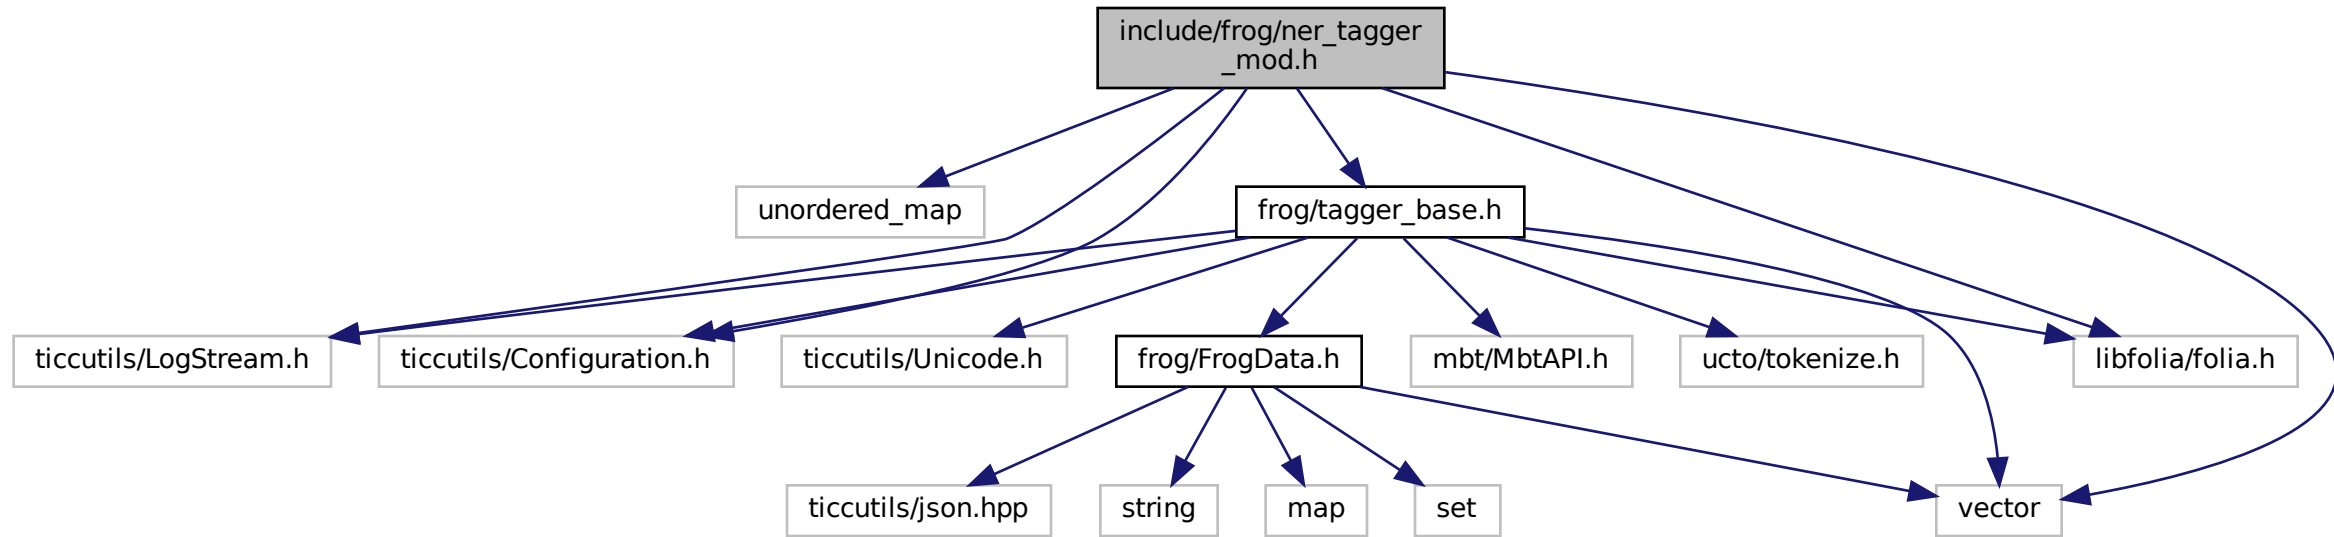 include/frog/ner_tagger
_mod.h
unordered_map
frog/tagger_base.h
ticcutils/LogStream.h
ticcutils/Configuration.h
ticcutils/Unicode.h
frog/FrogData.h
mbt/MbtAPI.h
ucto/tokenize.h
libfolia/folia.h
ticcutils/json.hpp
string
map
set
vector